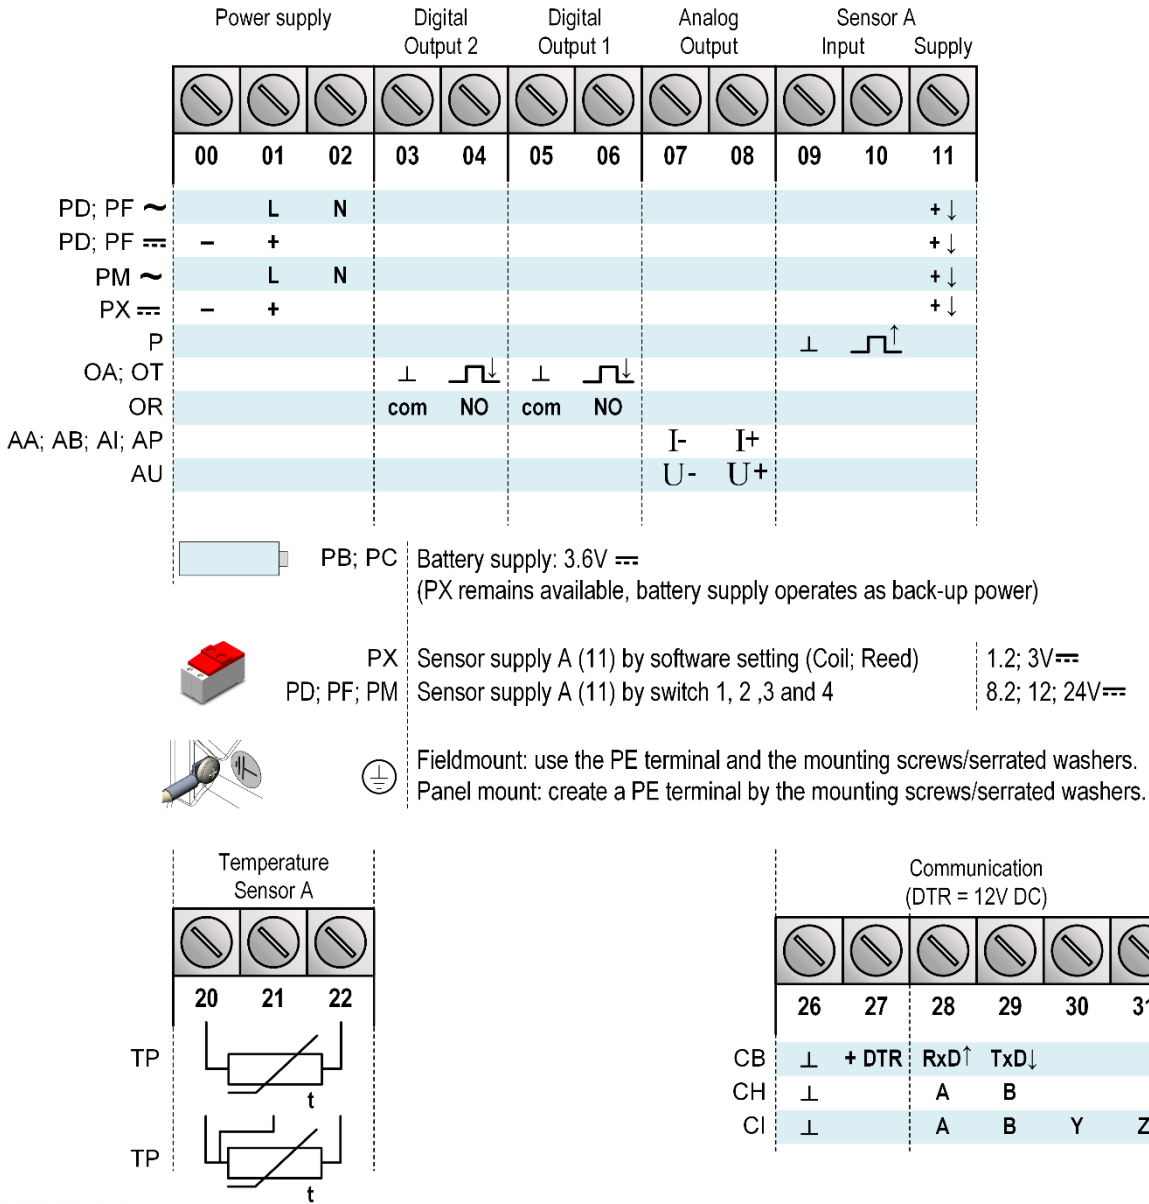 Power supply Digital Digital Analog Sensor A
Output 2 Output 1 Output Input Supply
00 01 02 03 04 05 06 07 08 09 10 11
PD; PF ~ L N + ↓
PD; PF ⎓ – + + ↓
PM ~ L N + ↓
PX ⎓ – + + ↓
P ⊥ ↑
OA; OT ⊥ ↓ ⊥ ↓
OR com NO com NO
AA; AB; AI; AP I- I+
AU U- U+
PB; PC Battery supply: 3.6V ⎓
(PX remains available, battery supply operates as back-up power)
PX Sensor supply A (11) by software setting (Coil; Reed) 1.2; 3V⎓
PD; PF; PM Sensor supply A (11) by switch 1, 2 ,3 and 4 8.2; 12; 24V⎓
Fieldmount: use the PE terminal and the mounting screws/serrated washers.
Panel mount: create a PE terminal by the mounting screws/serrated washers.
Temperature
Sensor A
20 21 22
TP
t
TP
t
Communication
(DTR = 12V DC)
26 27 28 29 30 31
CB ⊥ + DTR RxD↑ TxD↓
CH ⊥ A B
CI ⊥ A B Y Z